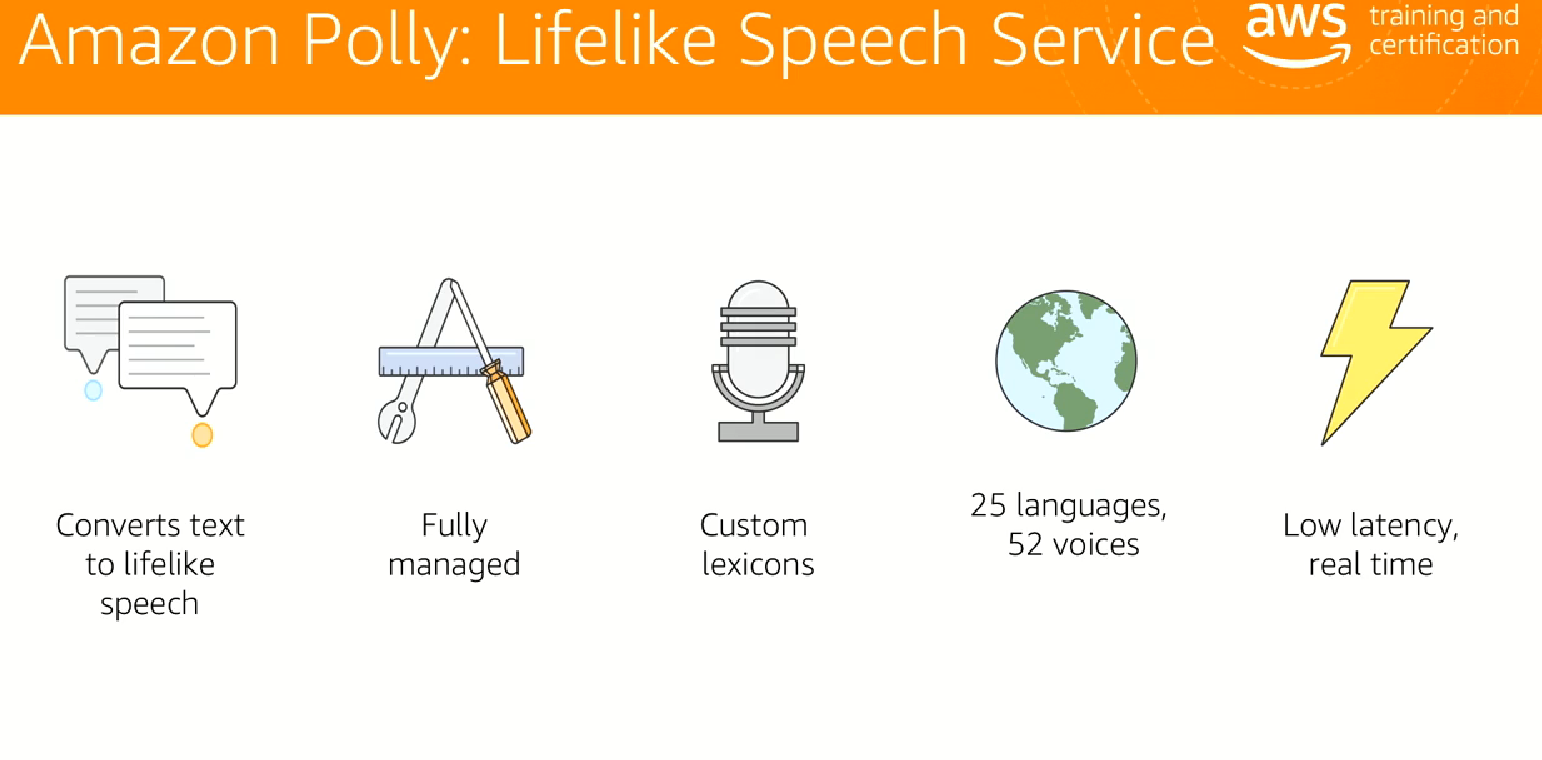 Amazon Polly: Lifelike Speech Service
aws
training and
certification
Converts text
to lifelike
speech
Fully
managed
Custom
lexicons
25 languages,
52 voices
Low latency,
real time